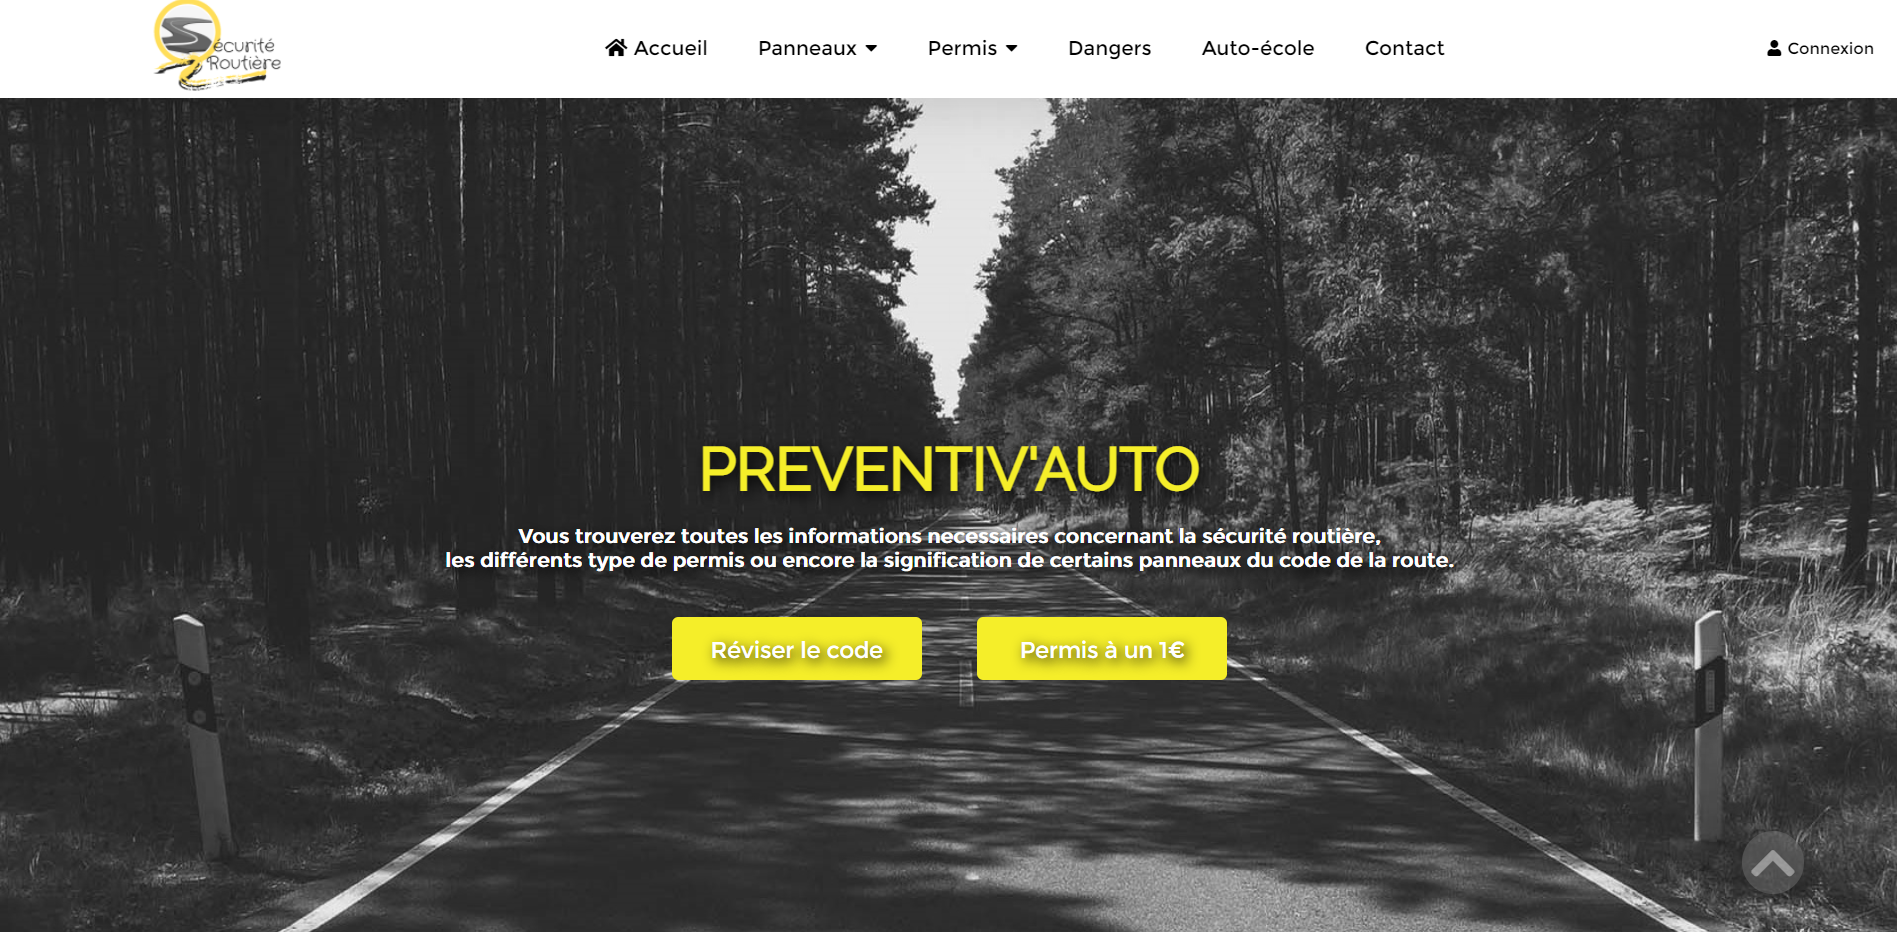 Sécurité
Routière
Accueil
Panneaux
Permis
Dangers
Auto-école
Contact
Connexion
PREVENTIV'AUTO
Vous trouverez toutes les informations necessaires concernant la sécurité routière,
les différents type de permis ou encore la signification de certains panneaux du code de la route.
Réviser le code
Permis à un 1€